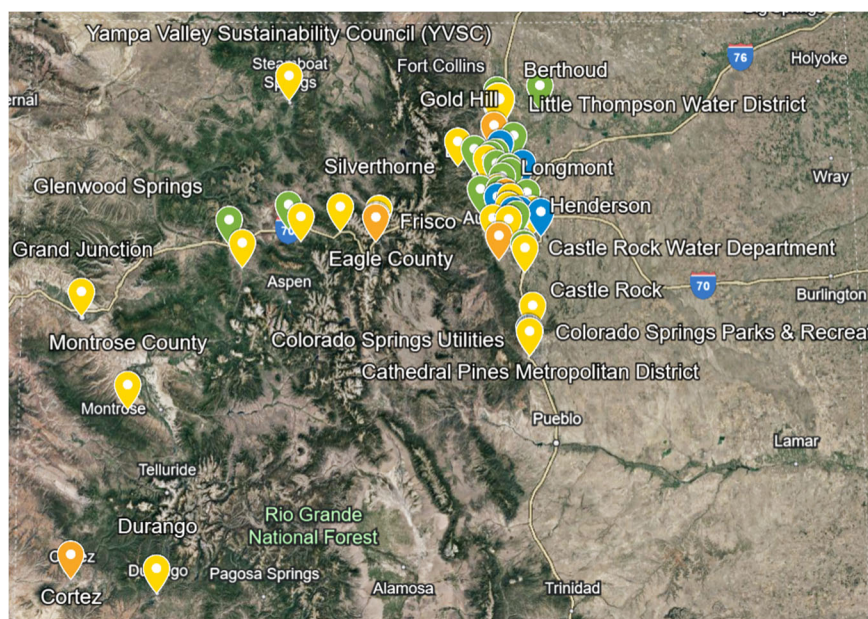 Yampa Valley Sustainability Council (YVSC)
Steamboat
Springs
Fort Collins
Berthoud
76
Holyoke
Gold Hill
Little Thompson Water District
Silverthorne
Longmont
Wray
Glenwood Springs
Henderson
Frisco
Grand Junction
Eagle County
Castle Rock Water Department
Aspen
70
Castle Rock
Burlington
Montrose County
Colorado Springs Utilities
Colorado Springs Parks & Recrea
Cathedral Pines Metropolitan District
Montrose
Pueblo
Lamar
Telluride
Durango
Rio Grande
National Forest
Pagosa Springs
Alamosa
Trinidad
Cortez